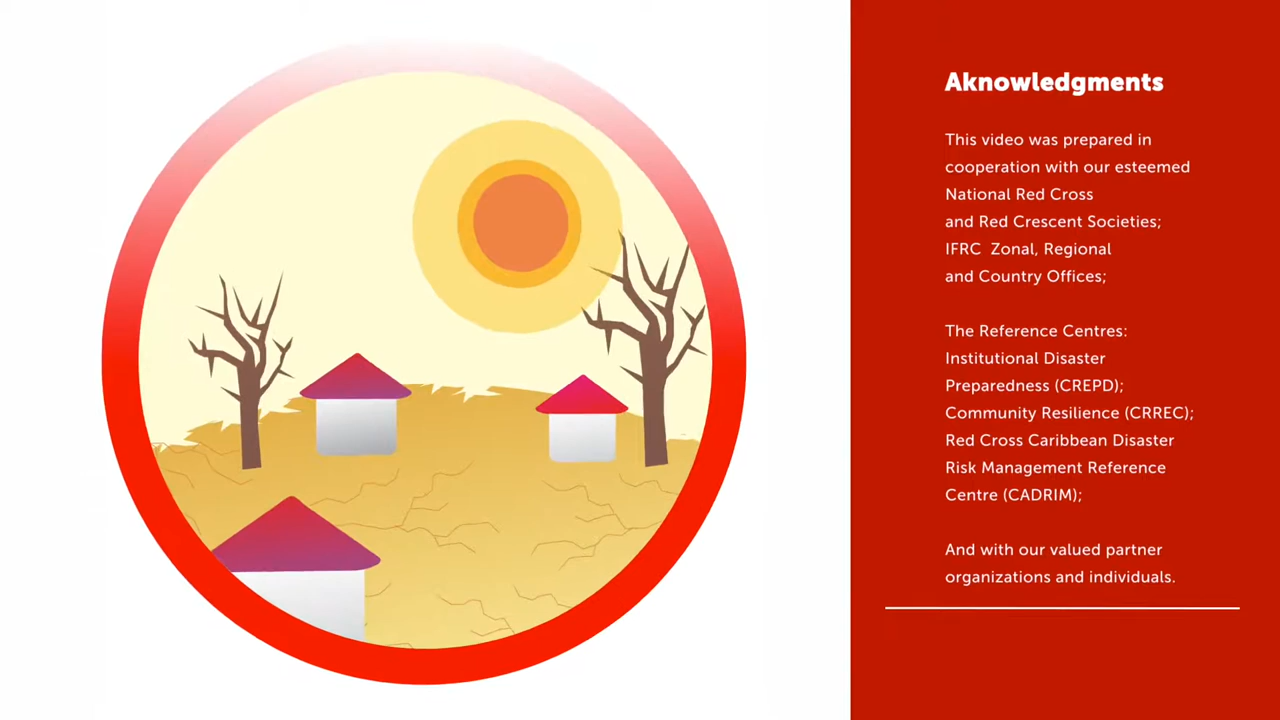 Aknowledgments
This video was prepared in
cooperation with our esteemed
National Red Cross
and Red Crescent Societies;
IFRC  Zonal, Regional
and Country Offices;
The Reference Centres:
Institutional Disaster
Preparedness (CREPD);
Community Resilience (CRREC);
Red Cross Caribbean Disaster
Risk Management Reference
Centre (CADRIM);
And with our valued partner
organizations and individuals.